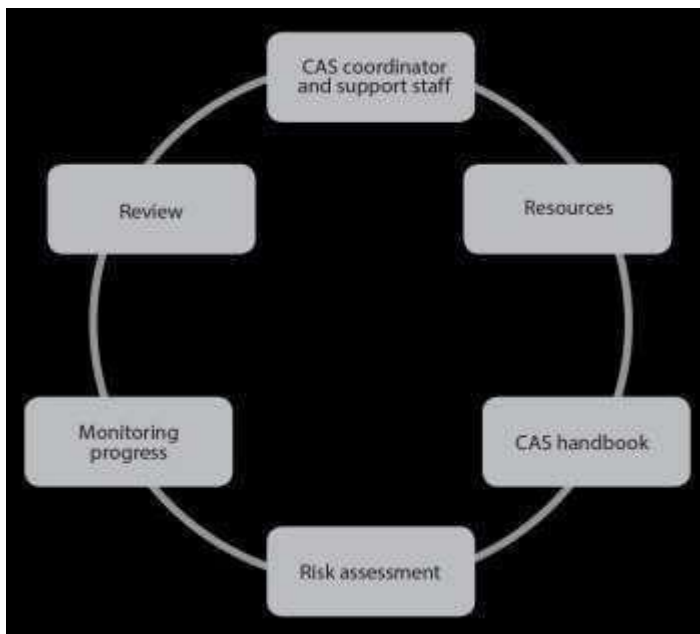 CAS coordinator
and support staff
Resources
CAS handbook
Risk assessment
Monitoring
progress
Review